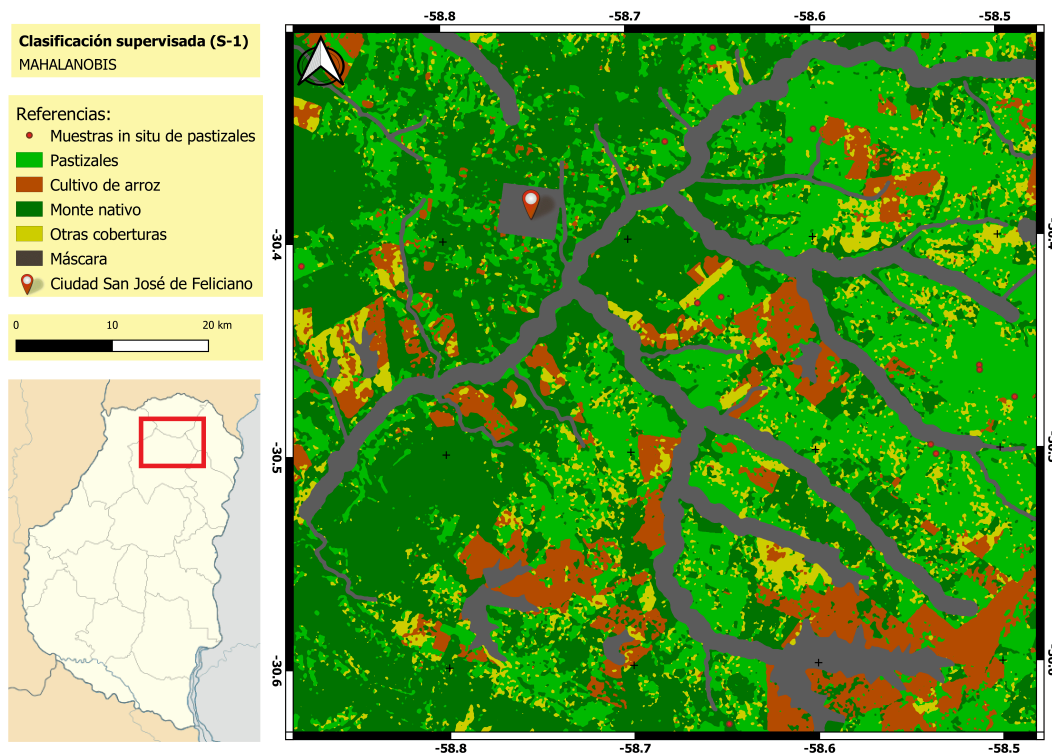 Clasificación supervisada (S-1)
MAHALANOBIS
Referencias:
Muestras in situ de pastizales
Pastizales
Cultivo de arroz
Monte nativo
Otras coberturas
Máscara
Ciudad San José de Feliciano
0 10 20 km
-58.8 -58.7 -58.6 -58.5
-30.4
-30.5
-30.6
-58.8 -58.7 -58.6 -58.5